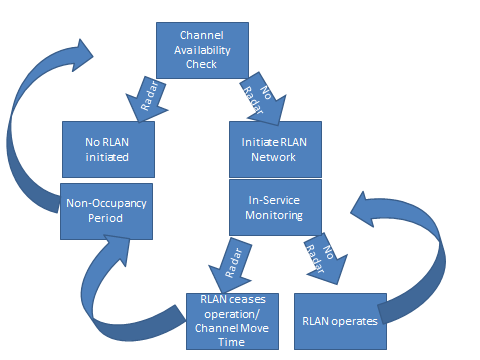 Channel
Availability
Check
Radar
No
Radar
No RLAN
initiated
Initiate RLAN
Network
Non-Occupancy
Period
In-Service
Monitoring
Radar
No
Radar
RLAN ceases
operation/
Channel Move
Time
RLAN operates